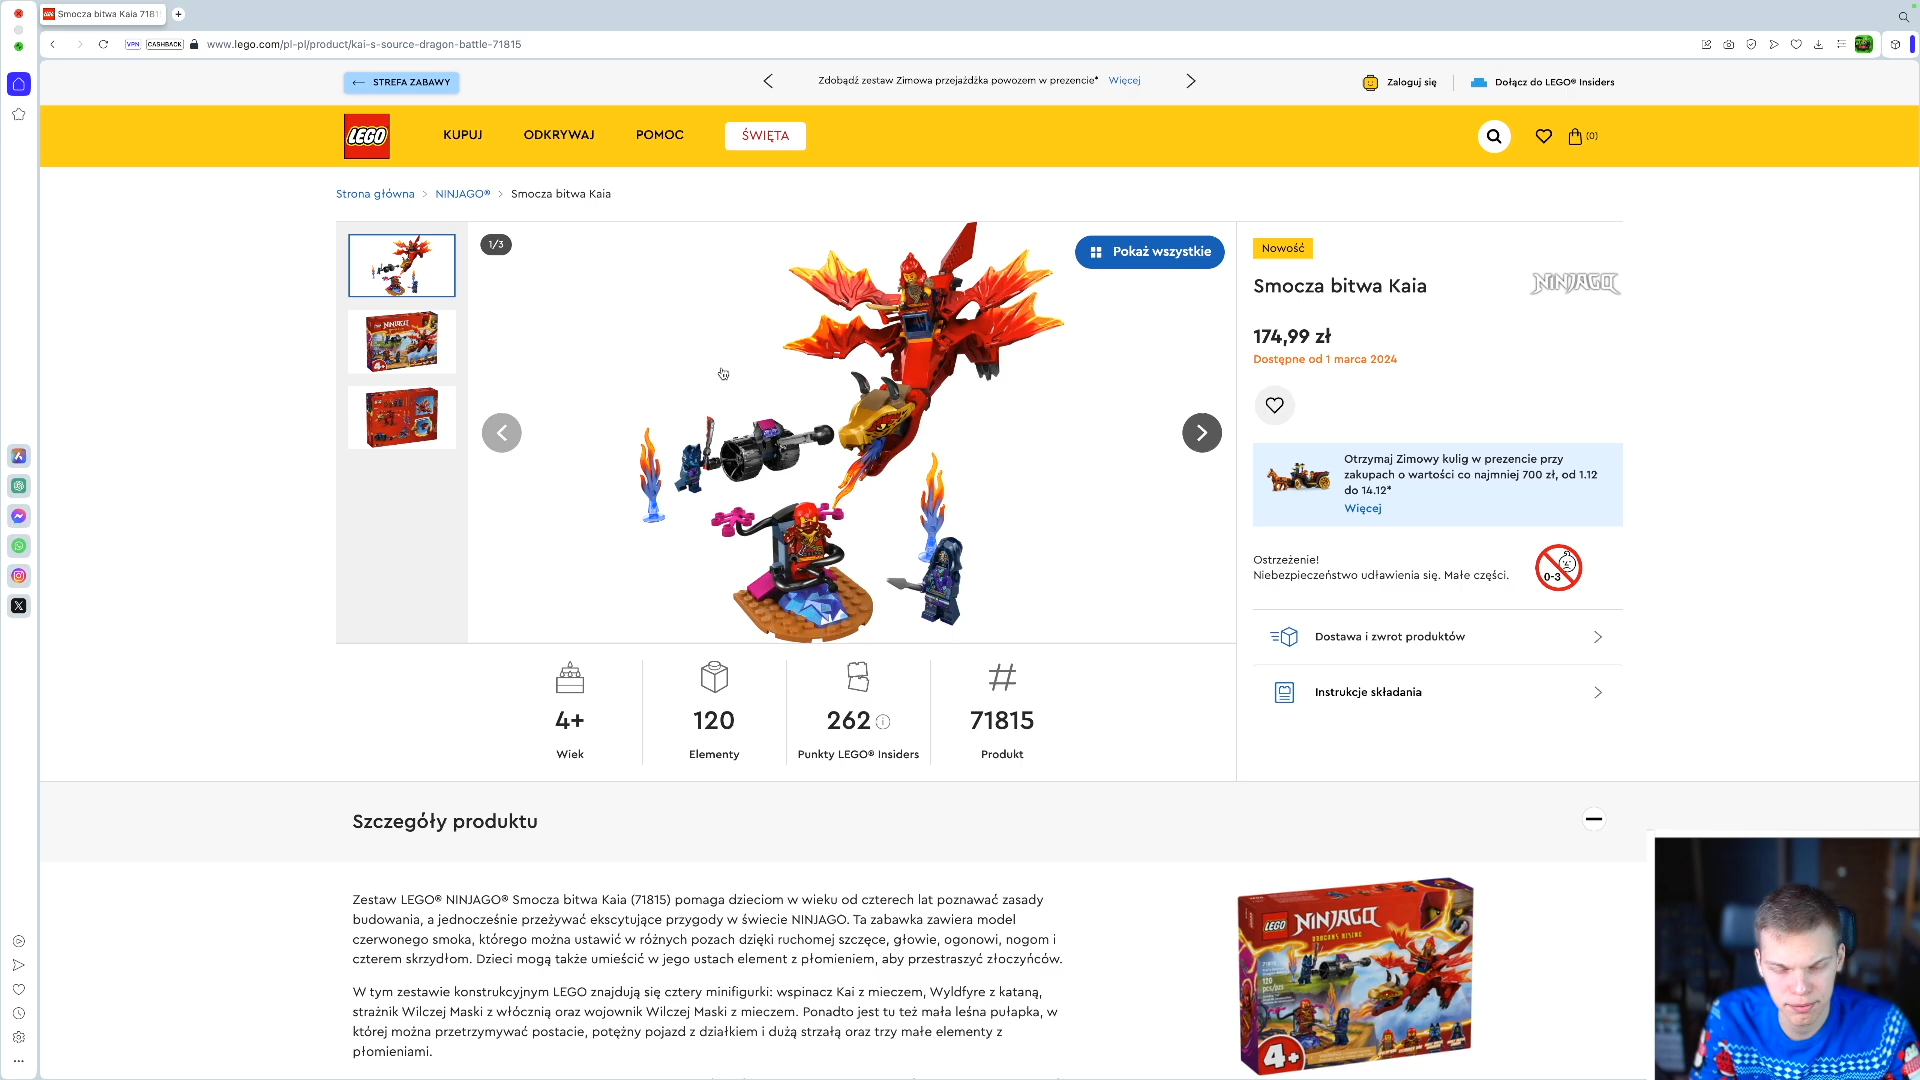 Smocza bitwa Kaia 7181
VPN CASHBACK www.lego.com/pl-pl/product/kai-s-source-dragon-battle-71815
STREFA ZABAWY
Zdobądź zestaw Zimowa przejażdżka powozem w prezencie* Więcej
Zaloguj się
Dołącz do LEGO® Insiders
LEGO
KUPUJ
ODKRYWAJ
POMOC
ŚWIĘTA
(0)
Strona główna > NINJAGO® > Smocza bitwa Kaia
1/3
Pokaż wszystkie
Nowość
Smocza bitwa Kaia
NINJAGO
174,99 zł
Dostępne od 1 marca 2024
Otrzymaj Zimowy kulig w prezencie przy
zakupach o wartości co najmniej 700 zł, od 1.12
do 14.12*
Więcej
Ostrzeżenie!
Niebezpieczeństwo udławienia się. Małe części.
0-3
Dostawa i zwrot produktów
Instrukcje składania
4+
Wiek
120
Elementy
262
Punkty LEGO® Insiders
71815
Produkt
Szczegóły produktu
Zestaw LEGO® NINJAGO® Smocza bitwa Kaia (71815) pomaga dzieciom w wieku od czterech lat poznawać zasady
budowania, a jednocześnie przeżywać ekscytujące przygody w świecie NINJAGO. Ta zabawka zawiera model
czerwonego smoka, którego można ustawić w różnych pozach dzięki ruchomej szczęce, głowie, ogonowi, nogom i
czterem skrzydłom. Dzieci mogą także umieścić w jego ustach element z płomieniem, aby przestraszyć złoczyńców.
W tym zestawie konstrukcyjnym LEGO znajdują się cztery minifigurki: wspinacz Kai z mieczem, Wyldfyre z kataną,
strażnik Wilczej Maski z włócznią oraz wojownik Wilczej Maski z mieczem. Ponadto jest tu też mała leśna pułapka, w
której można przetrzymywać postacie, potężny pojazd z działkiem i dużą strzałą oraz trzy małe elementy z
płomieniami.
LEGO NINJAGO
DRAGONS RISING
71815
120
pcs/pzs
4+